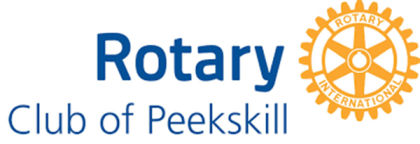 Rotary
Club of Peekskill
ROTARY
INTERNATIONAL